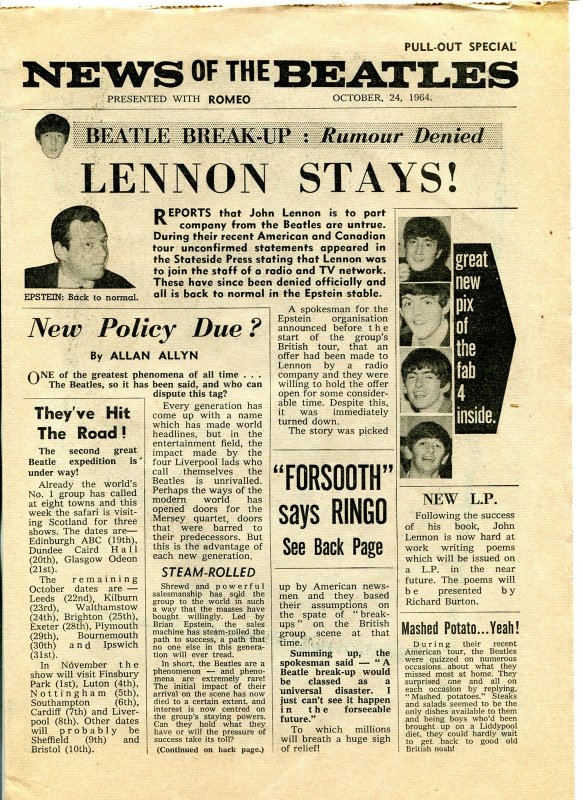 PULL-OUT SPECIAL
NEWS OF THE BEATLES
PRESENTED WITH ROMEO OCTOBER, 24, 1964.
BEATLE BREAK-UP : Rumour Denied
LENNON STAYS!
EPSTEIN: Back to normal.
REPORTS that John Lennon is to part
company from the Beatles are untrue.
During their recent American and Canadian
tour unconfirmed statements appeared in
the Stateside Press stating that Lennon was
to join the staff of a radio and TV network.
These have since been denied officially and
all is back to normal in the Epstein stable.
New Policy Due ?
By ALLAN ALLYN
ONE of the greatest phenomena of all time . . .
The Beatles, so it has been said, and who can
dispute this tag?
They've Hit
The Road !
The second great
Beatle expedition is
under way!
Already the world's
No. 1 group has called
at eight towns and this
week the safari is visit-
ing Scotland for three
shows. The dates are—
Edinburgh ABC (19th),
Dundee Caird Hall
(20th), Glasgow Odeon
(21st).
The remaining
October dates are —
Leeds (22nd), Kilburn
(23rd), Walthamstow
(24th), Brighton (25th),
Exeter (28th), Plymouth
(29th), Bournemouth
(30th) and Ipswich
(31st).
In November the
show will visit Finsbury
Park (1st), Luton (4th),
Nottingham (5th),
Southampton (6th),
Cardiff (7th) and Liver-
pool (8th). Other dates
will probably be
Sheffield (9th) and
Bristol (10th).
Every generation has
come up with a name
which has made world
headlines, but in the
entertainment field, the
impact made by the
four Liverpool lads who
call themselves the
Beatles is unrivalled.
Perhaps the ways of the
modern world has
opened doors for the
Mersey quartet, doors
that were barred to
their predecessors. But
this is the advantage of
each new generation.
STEAM-ROLLED
Shrewd and powerful
salesmanship has sold the
group to the world in such
a way that the masses have
bought willingly. Led by
Brian Epstein, the sales
machine has steam-rolled the
path to success, a path that
no one else in this genera-
tion will ever tread.
In short, the Beatles are a
phenomenon — and pheno-
mena are extremely rare!
The initial impact of their
arrival on the scene has now
died to a certain extent, and
interest is now centred on
the group's staying powers.
Can they hold what they
have or will the pressure of
success take its toll?
(Continued on back page.)
A spokesman for the
Epstein organisation
announced before the
start of the group's
British tour, that an
offer had been made to
Lennon by a radio
company and they were
willing to hold the offer
open for some consider-
able time. Despite this,
it was immediately
turned down.
The story was picked
"FORSOOTH"
says RINGO
See Back Page
up by American news-
men and they based
their assumptions on
the spate of "break-
ups" on the British
group scene at that
time.
Summing up, the
spokesman said — "A
Beatle break-up would
be classed as a
universal disaster. I
just can't see it happen
in the forseeable
future."
To which millions
will breath a huge sigh
of relief!
great
new
pix
of
the
fab
4
inside.
NEW L.P.
Following the success
of his book, John
Lennon is now hard at
work writing poems
which will be issued on
a L.P. in the near
future. The poems will
be presented by
Richard Burton.
Mashed Potato...Yeah!
During their recent
American tour, the Beatles
were quizzed on numerous
occasions about what they
missed most at home. They
surprised one and all on
each occasion by replying,
"Mashed potatoes." Steaks
and salads seemed to be the
only dishes available to them
and being boys who'd been
brought up on a Liddypool
diet, they could hardly wait
to get back to good old
British nosh!